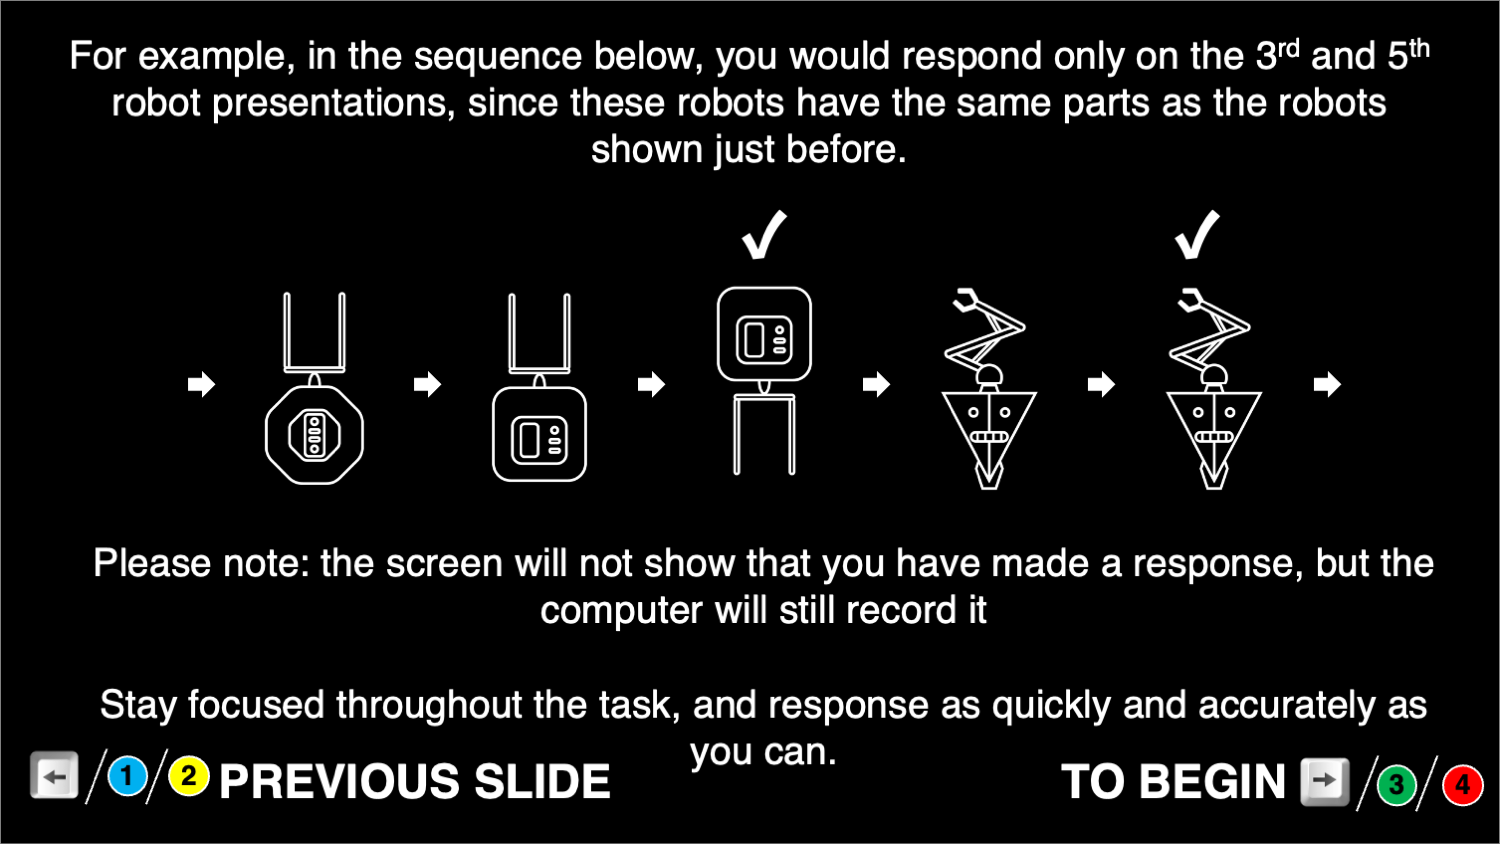 For example, in the sequence below, you would respond only on the 3rd and 5th
robot presentations, since these robots have the same parts as the robots
shown just before.
Please note: the screen will not show that you have made a response, but the
computer will still record it
Stay focused throughout the task, and response as quickly and accurately as
you can.
1 2 PREVIOUS SLIDE
TO BEGIN 3 4